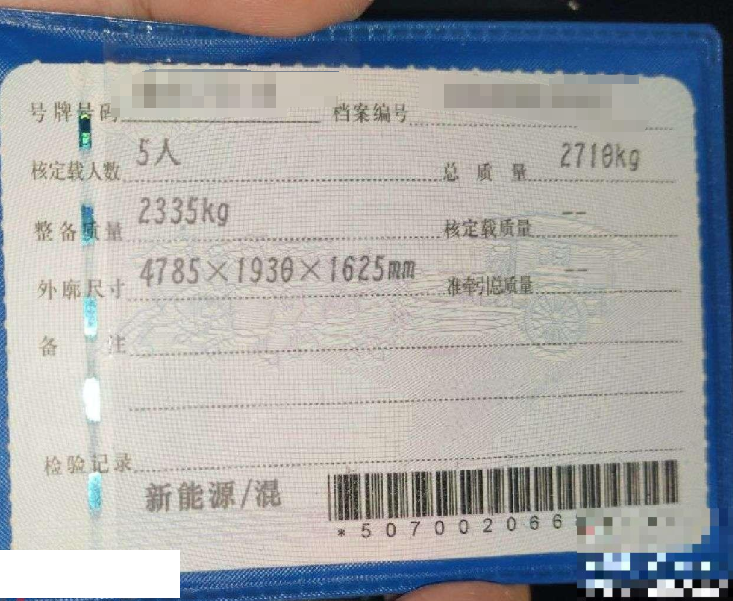 号牌号码 档案编号
核定载人数 5人 总质量 2710kg
整备质量 2335kg 核定载质量 --
外廓尺寸 4785×1930×1625mm 准牵引总质量 --
备注
检验记录
新能源/混
*507002066